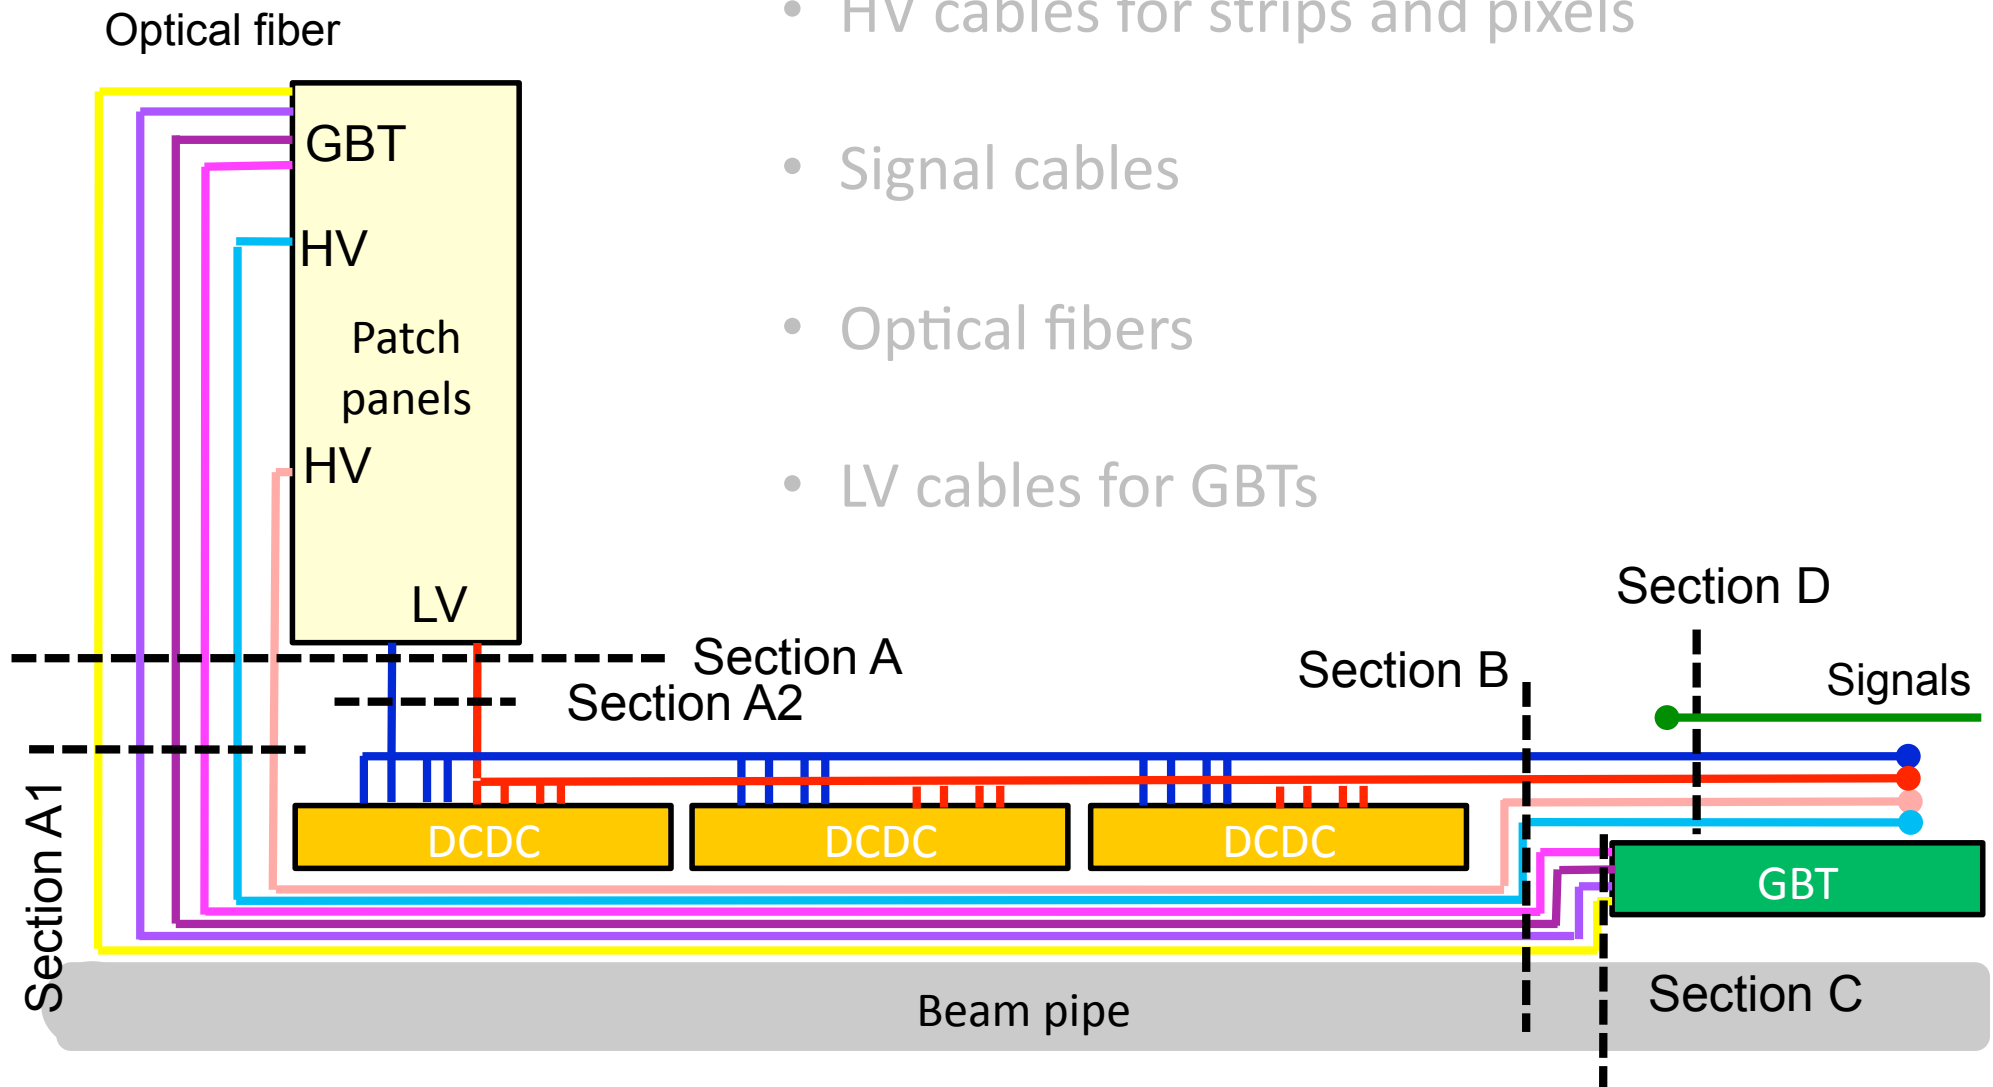 Optical fiber
• HV cables for strips and pixels
GBT
• Signal cables
HV
• Optical fibers
Patch
panels
HV
• LV cables for GBTs
LV
Section D
Section A
Section B
Section A2
Signals
Section A1
DCDC
DCDC
DCDC
GBT
Section C
Beam pipe